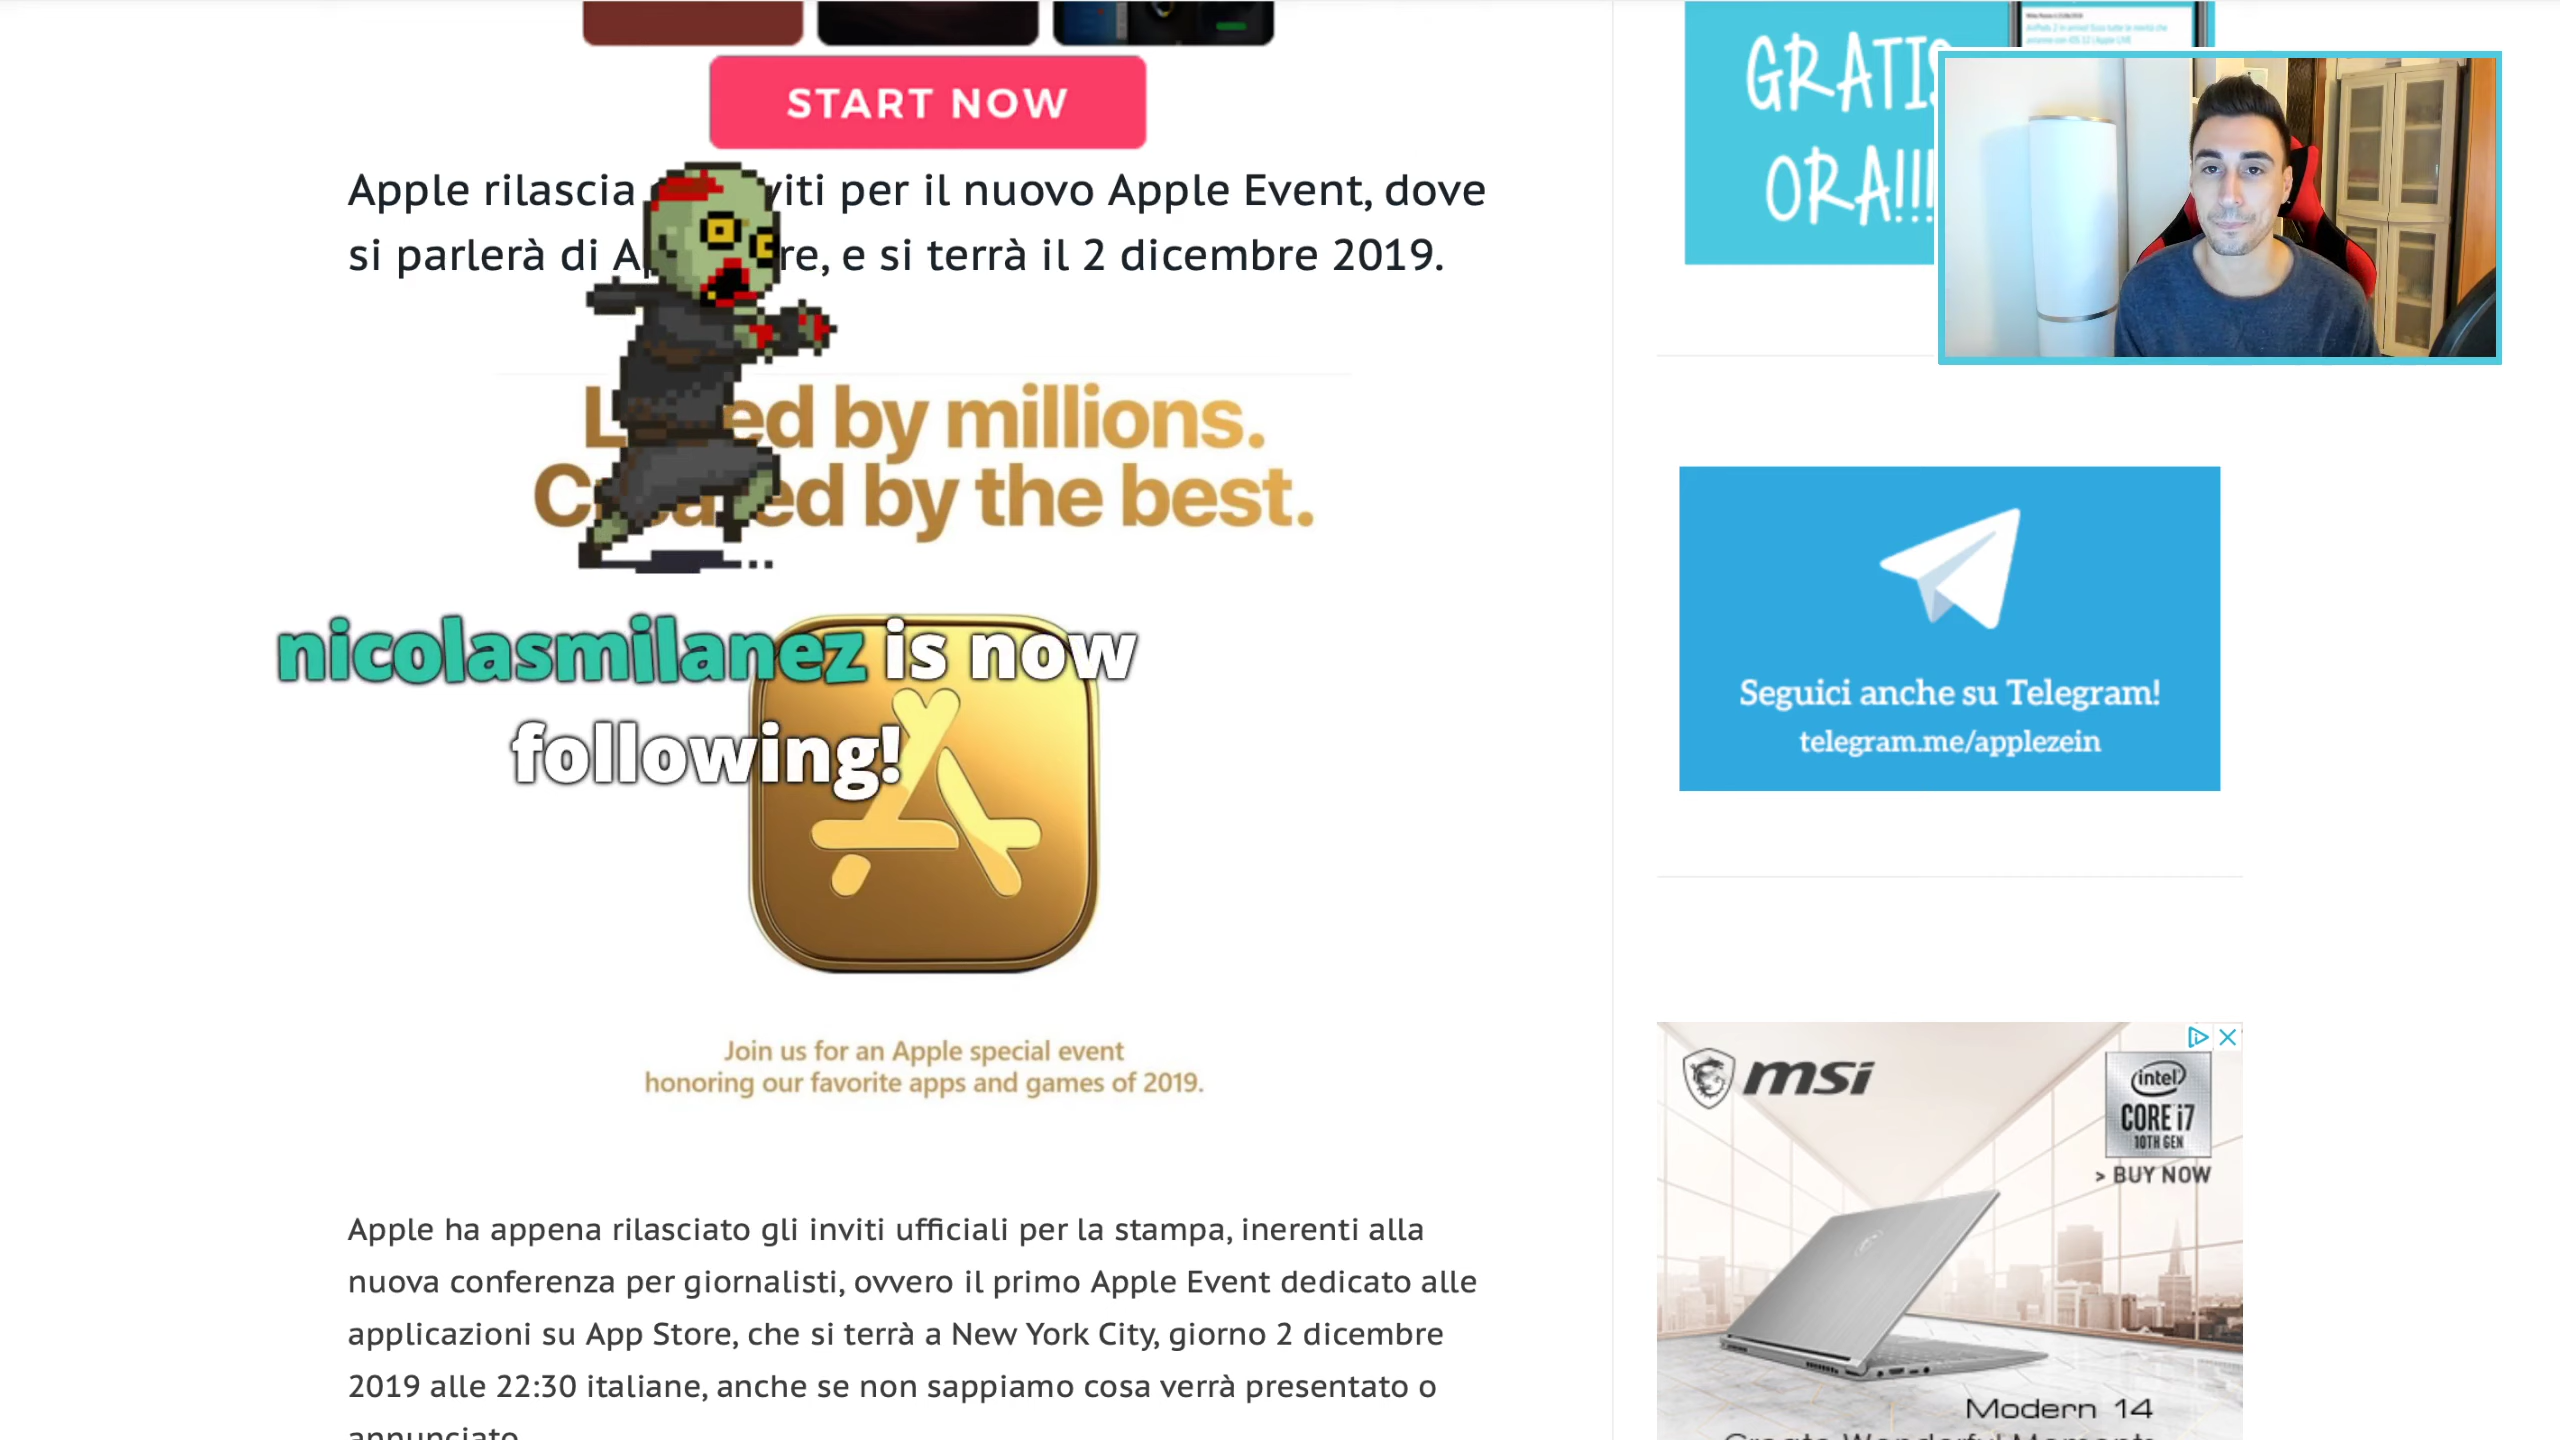 START NOW
Apple rilascia viti per il nuovo Apple Event, dove
si parlerà di A re, e si terrà il 2 dicembre 2019.
L ed by millions.
C ed by the best.
nicolasmilanez is now
following!
Join us for an Apple special event
honoring our favorite apps and games of 2019.
Apple ha appena rilasciato gli inviti ufficiali per la stampa, inerenti alla
nuova conferenza per giornalisti, ovvero il primo Apple Event dedicato alle
applicazioni su App Store, che si terrà a New York City, giorno 2 dicembre
2019 alle 22:30 italiane, anche se non sappiamo cosa verrà presentato o
annunciato
GRATIS
ORA!!!
Seguici anche su Telegram!
telegram.me/applezein
msi
intel
CORE i7
10TH GEN
> BUY NOW
Modern 14